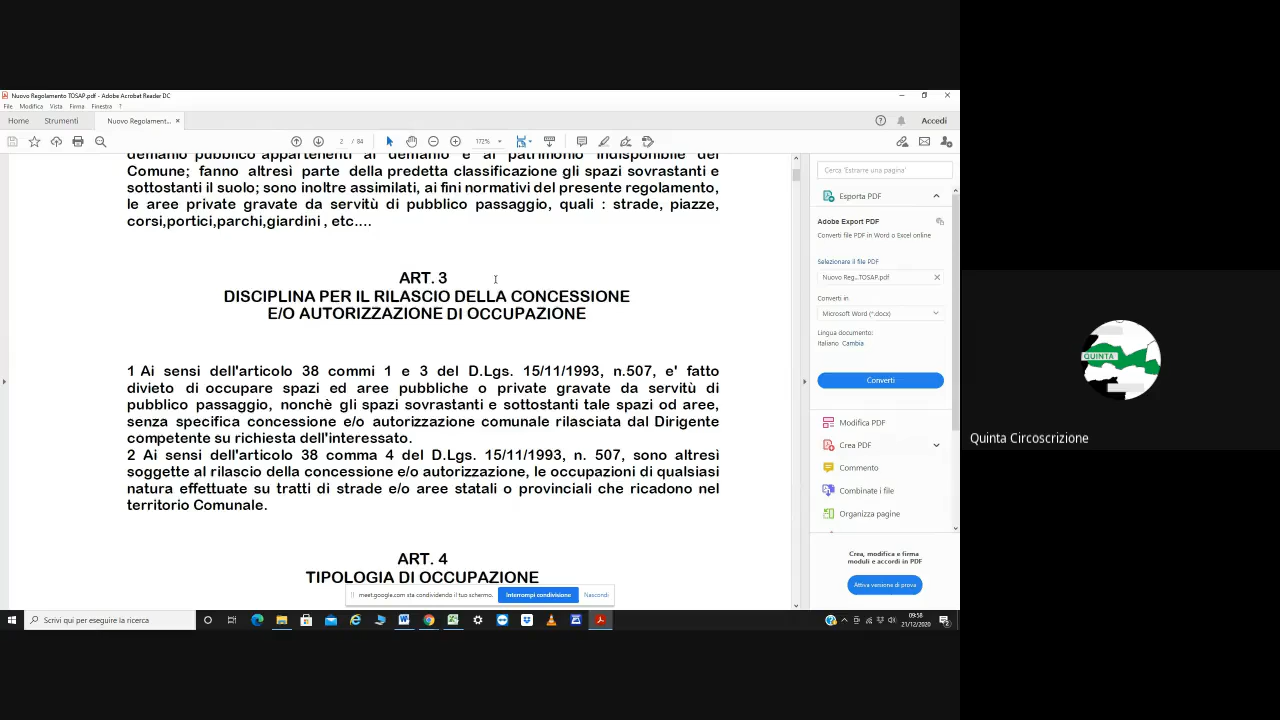 Nuovo Regolamento TOSAP.pdf - Adobe Acrobat Reader DC
File Modifica Vista Firma Finestra ?
Home Strumenti Nuovo Regolament... × Accedi
2 / 84 172%
demanio pubblico appartenenti al demanio e al patrimonio indisponibile del
Comune; fanno altresì parte della predetta classificazione gli spazi sovrastanti e
sottostanti il suolo; sono inoltre assimilati, ai fini normativi del presente regolamento,
le aree private gravate da servitù di pubblico passaggio, quali : strade, piazze,
corsi,portici,parchi,giardini , etc....
ART. 3
DISCIPLINA PER IL RILASCIO DELLA CONCESSIONE
E/O AUTORIZZAZIONE DI OCCUPAZIONE
1 Ai sensi dell'articolo 38 commi 1 e 3 del D.Lgs. 15/11/1993, n.507, e' fatto
divieto di occupare spazi ed aree pubbliche o private gravate da servitù di
pubblico passaggio, nonchè gli spazi sovrastanti e sottostanti tale spazi od aree,
senza specifica concessione e/o autorizzazione comunale rilasciata dal Dirigente
competente su richiesta dell'interessato.
2 Ai sensi dell'articolo 38 comma 4 del D.Lgs. 15/11/1993, n. 507, sono altresì
soggette al rilascio della concessione e/o autorizzazione, le occupazioni di qualsiasi
natura effettuate su tratti di strade e/o aree statali o provinciali che ricadono nel
territorio Comunale.
ART. 4
TIPOLOGIA DI OCCUPAZIONE
meet.google.com sta condividendo il tuo schermo. Interrompi condivisione Nascondi
Cerca 'Estrarre una pagina'
Esporta PDF
Adobe Export PDF
Converti file PDF in Word o Excel online
Selezionare il file PDF
Nuovo Reg...TOSAP.pdf
Converti in
Microsoft Word (*.docx)
Lingua documento:
Italiano Cambia
Converti
Modifica PDF
Crea PDF
Commento
Combinate i file
Organizza pagine
Crea, modifica e firma
moduli e accordi in PDF
Attiva versione di prova
Scrivi qui per eseguire la ricerca
09:58
21/12/2020
QUINTA
Quinta Circoscrizione